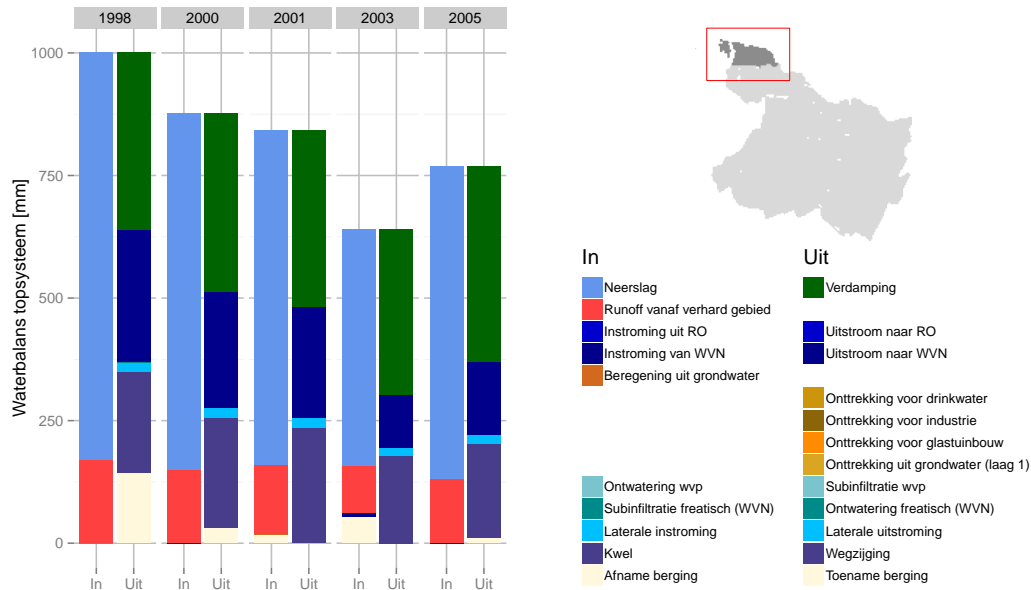 1998 2000 2001 2003 2005
Waterbalans topsysteem [mm]
1000
750
500
250
0
In Uit In Uit In Uit In Uit In Uit
In
Neerslag
Runoff vanaf verhard gebied
Instroming uit RO
Instroming van WVN
Beregening uit grondwater
Ontwatering wvp
Subinfiltratie freatisch (WVN)
Laterale instroming
Kwel
Afname berging
Uit
Verdamping
Uitstroom naar RO
Uitstroom naar WVN
Onttrekking voor drinkwater
Onttrekking voor industrie
Onttrekking voor glastuinbouw
Onttrekking uit grondwater (laag 1)
Subinfiltratie wvp
Ontwatering freatisch (WVN)
Laterale uitstroming
Wegzijging
Toename berging